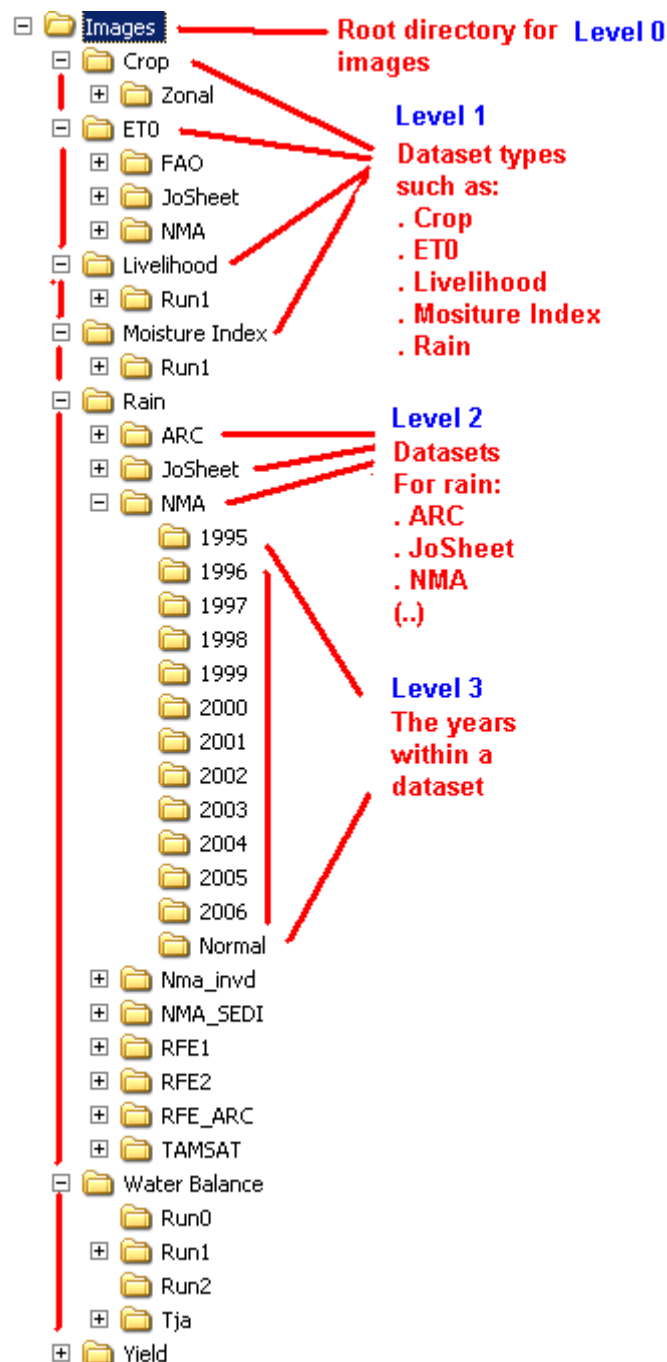 Images
Root directory for Level 0
images
Crop
Zonal
Level 1
ET0
Dataset types
such as:
. Crop
. ET0
. Livelihood
. Mositure Index
. Rain
FAO
JoSheet
NMA
Livelihood
Run1
Moisture Index
Run1
Rain
Level 2
Datasets
For rain:
. ARC
. JoSheet
. NMA
(..)
ARC
JoSheet
NMA
1995
1996
1997
1998
1999
Level 3
The years
within a
dataset
2000
2001
2002
2003
2004
2005
2006
Normal
Nma_invd
NMA_SEDI
RFE1
RFE2
RFE_ARC
TAMSAT
Water Balance
Run0
Run1
Run2
Tja
Yield